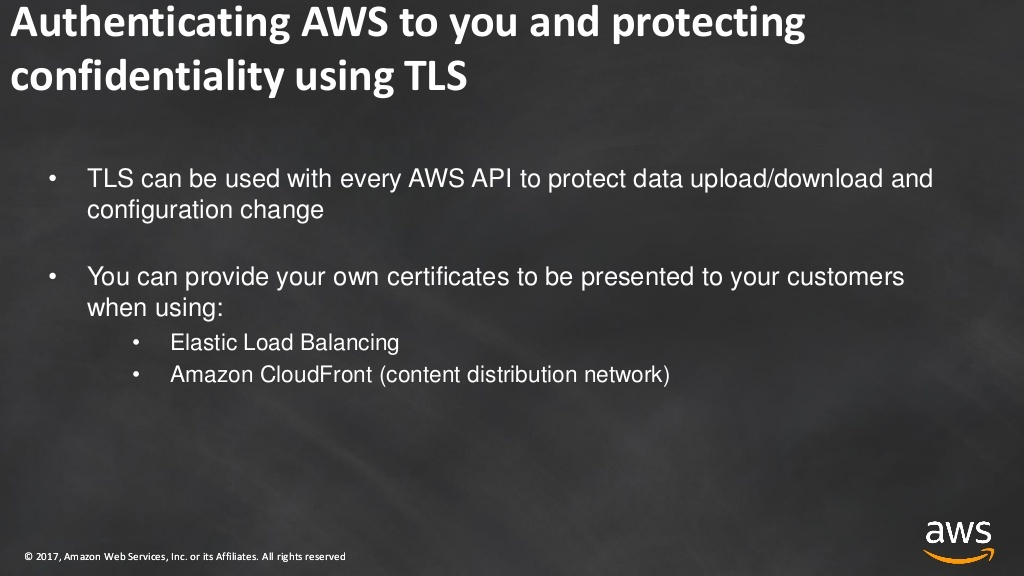 Authenticating AWS to you and protecting
confidentiality using TLS
• TLS can be used with every AWS API to protect data upload/download and
configuration change
• You can provide your own certificates to be presented to your customers
when using:
• Elastic Load Balancing
• Amazon CloudFront (content distribution network)
© 2017, Amazon Web Services, Inc. or its Affiliates. All rights reserved
aws